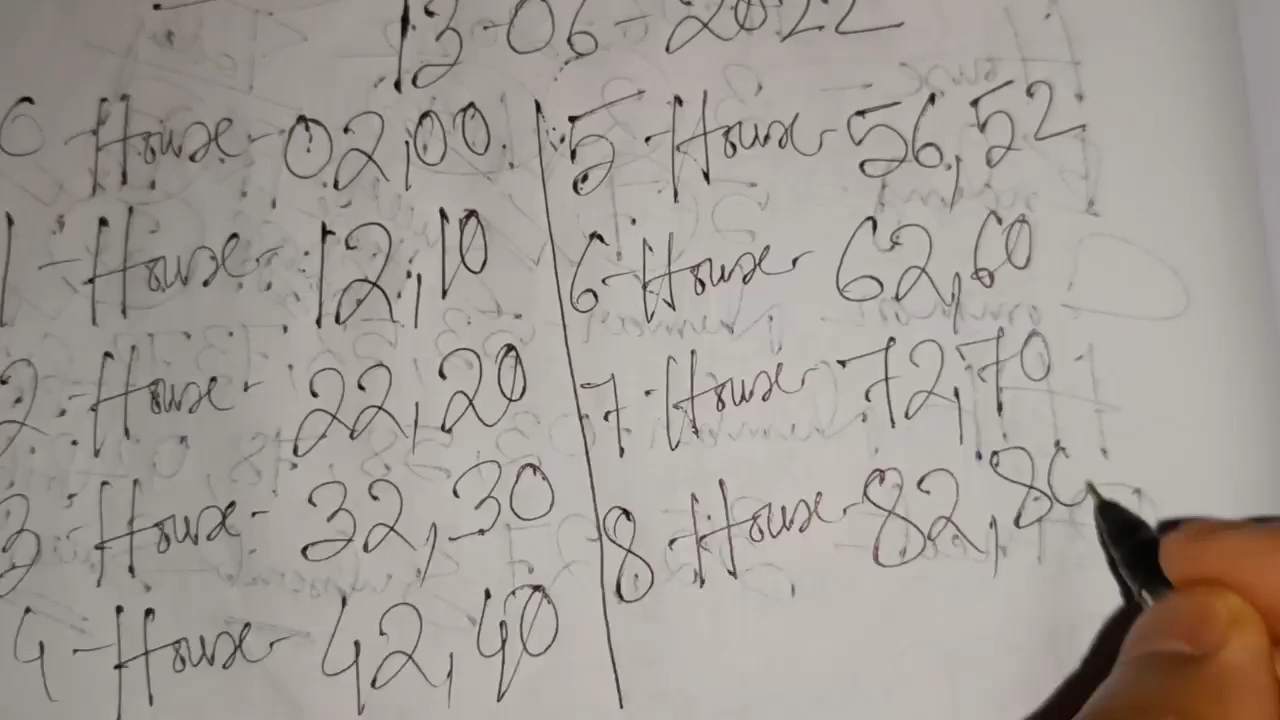 13-06-2022
0 House - 02,00
1 - House - 12,10
2 - House - 22,20
3 - House - 32,30
4 - House - 42,40
5 - House - 56,52
6 - House - 62,60
7 - House - 72,70
8 - House - 82,80